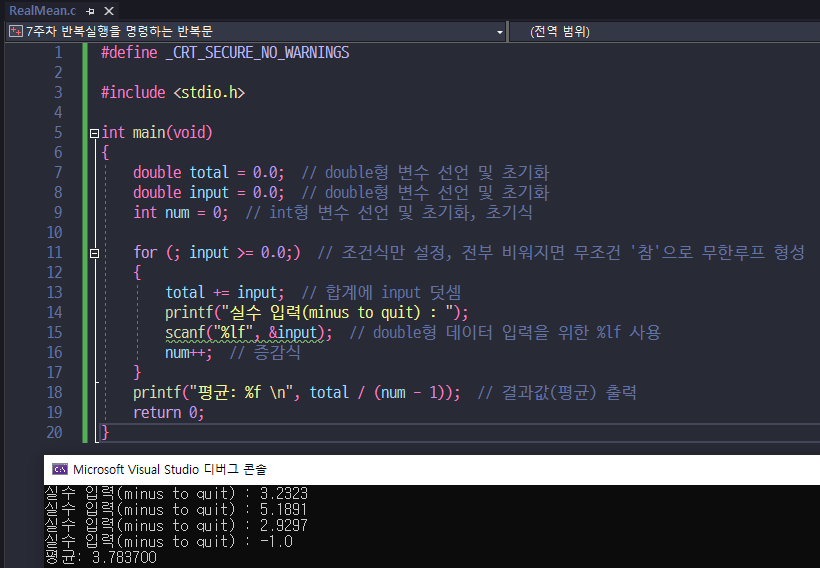 RealMean.c
7주차 반복실행을 명령하는 반복문 (전역 범위)
1 #define _CRT_SECURE_NO_WARNINGS
2
3 #include <stdio.h>
4
5 int main(void)
6 {
7 double total = 0.0; // double형 변수 선언 및 초기화
8 double input = 0.0; // double형 변수 선언 및 초기화
9 int num = 0; // int형 변수 선언 및 초기화, 초기식
10
11 for (; input >= 0.0;) // 조건식만 설정, 전부 비워지면 무조건 '참'으로 무한루프 형성
12 {
13 total += input; // 합계에 input 덧셈
14 printf("실수 입력(minus to quit) : ");
15 scanf("%lf", &input); // double형 데이터 입력을 위한 %lf 사용
16 num++; // 증감식
17 }
18 printf("평균: %f \n", total / (num - 1)); // 결과값(평균) 출력
19 return 0;
20 }
Microsoft Visual Studio 디버그 콘솔
실수 입력(minus to quit) : 3.2323
실수 입력(minus to quit) : 5.1891
실수 입력(minus to quit) : 2.9297
실수 입력(minus to quit) : -1.0
평균: 3.783700